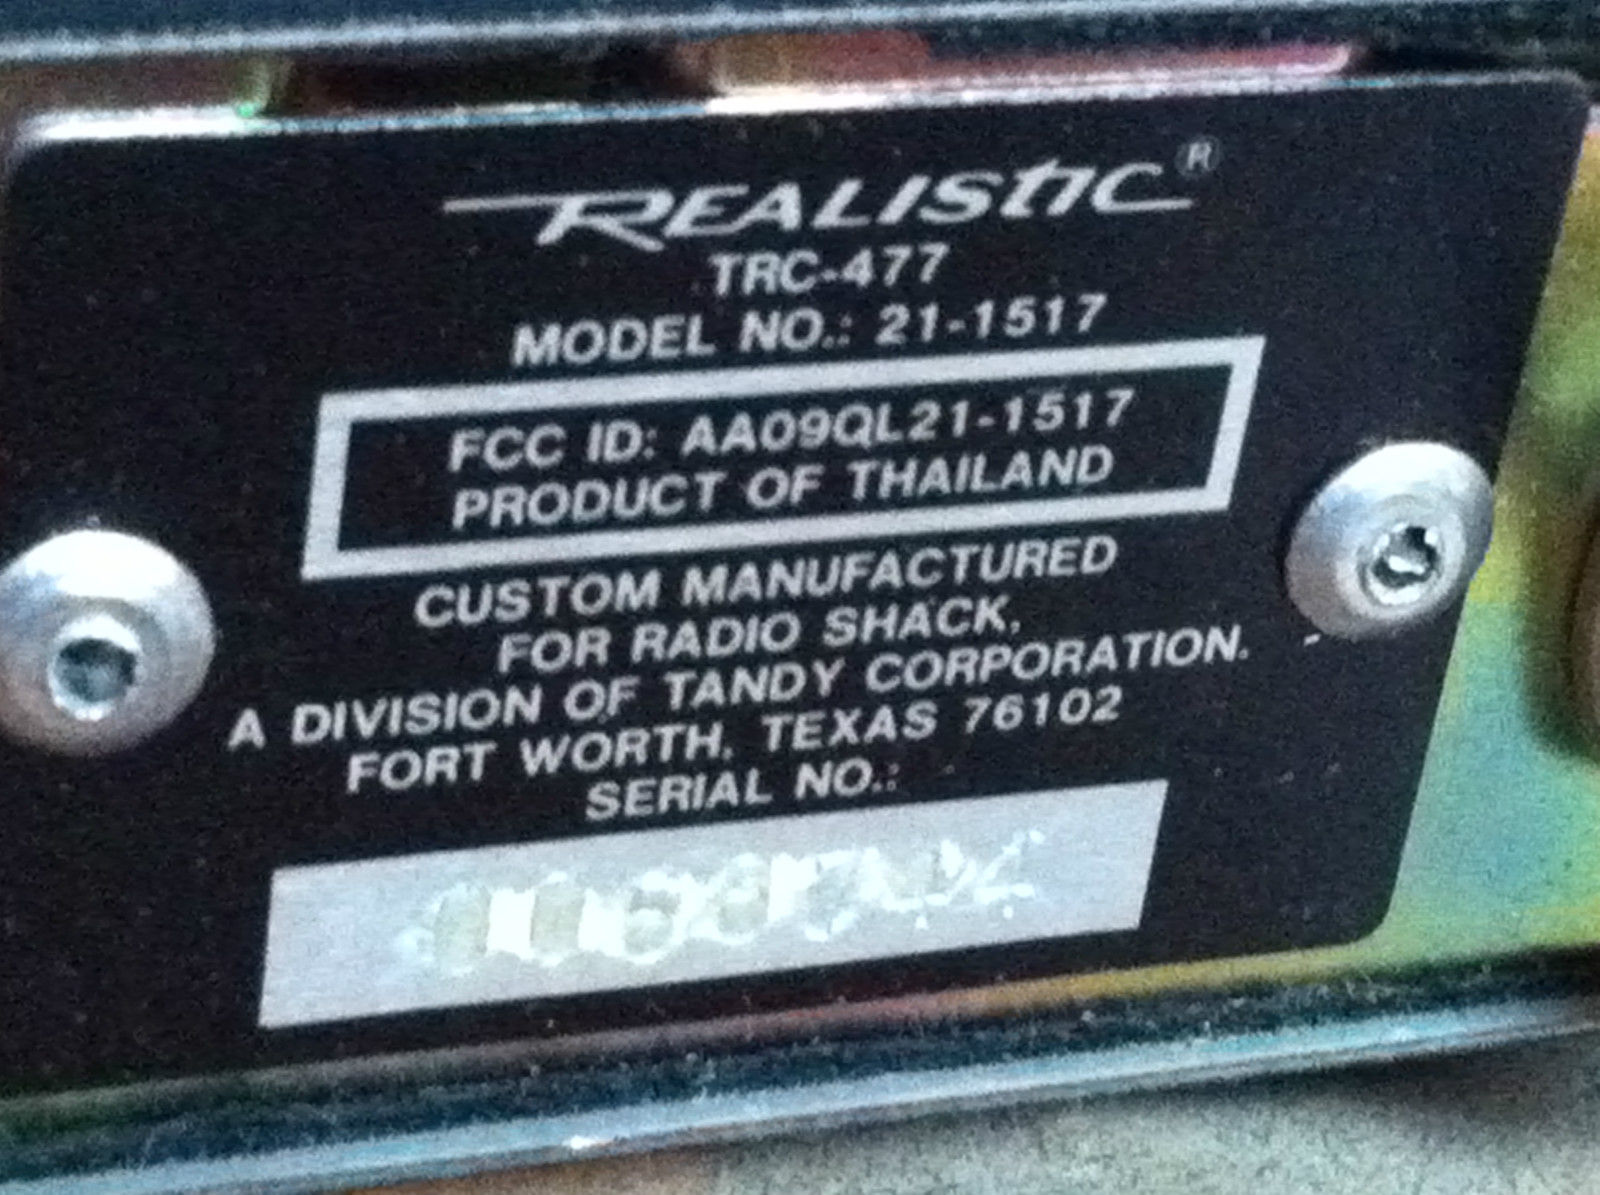 REALISTIC®
TRC-477
MODEL NO.: 21-1517
FCC ID: AA09QL21-1517
PRODUCT OF THAILAND
CUSTOM MANUFACTURED
FOR RADIO SHACK,
A DIVISION OF TANDY CORPORATION.
FORT WORTH, TEXAS 76102
SERIAL NO.: